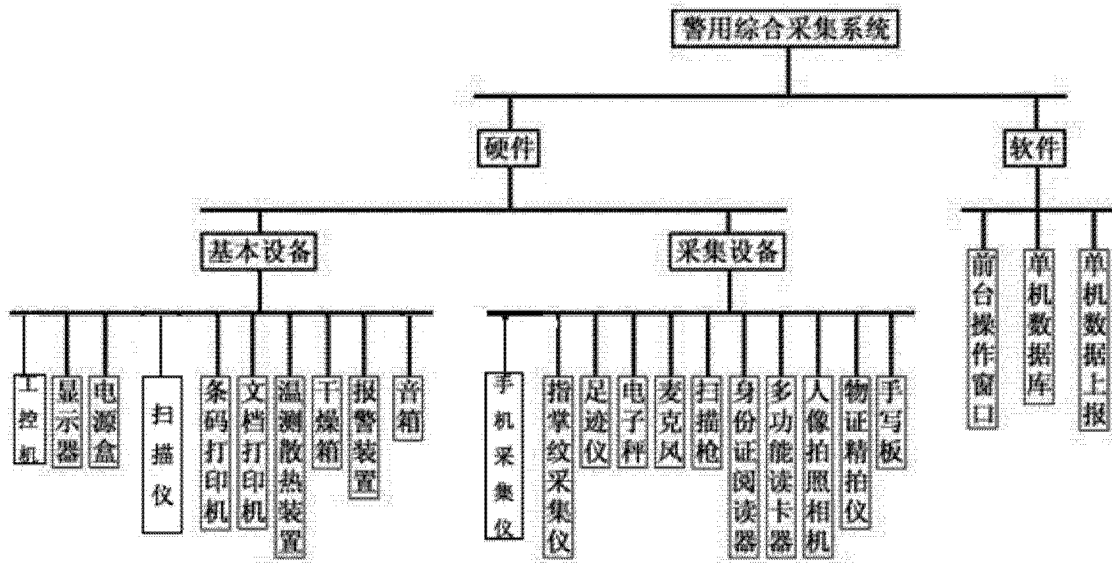 警用综合采集系统
硬件
软件
基本设备
采集设备
前台操作窗口
单机数据库
单机数据上报
工控机
显示器
电源盒
扫描仪
条码打印机
文档打印机
温测散热装置
干燥箱
报警装置
音箱
手机采集仪
指掌纹采集仪
足迹仪
电子秤
麦克风
扫描枪
身份证阅读器
多功能读卡器
人像拍照相机
物证精拍仪
手写板